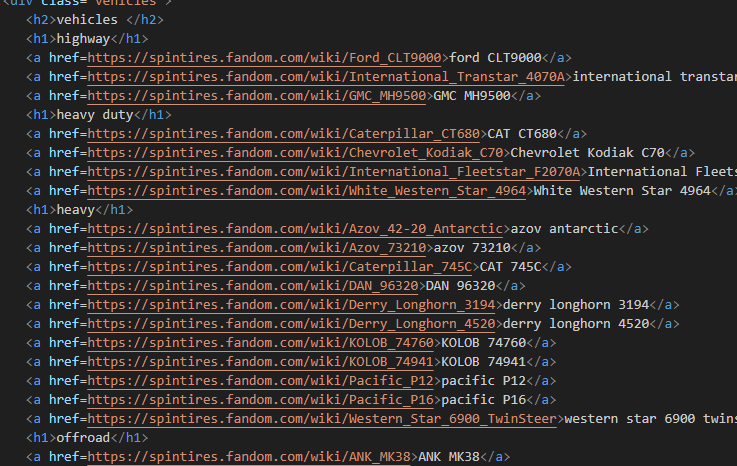 <div class="vehicles">
<h2>vehicles </h2>
<h1>highway</h1>
<a href=https://spintires.fandom.com/wiki/Ford_CLT9000>ford CLT9000</a>
<a href=https://spintires.fandom.com/wiki/International_Transtar_4070A>international transtar
<a href=https://spintires.fandom.com/wiki/GMC_MH9500>GMC MH9500</a>
<h1>heavy duty</h1>
<a href=https://spintires.fandom.com/wiki/Caterpillar_CT680>CAT CT680</a>
<a href=https://spintires.fandom.com/wiki/Chevrolet_Kodiak_C70>Chevrolet Kodiak C70</a>
<a href=https://spintires.fandom.com/wiki/International_Fleetstar_F2070A>International Fleets
<a href=https://spintires.fandom.com/wiki/White_Western_Star_4964>White Western Star 4964</a
<h1>heavy</h1>
<a href=https://spintires.fandom.com/wiki/Azov_42-20_Antarctic>azov antarctic</a>
<a href=https://spintires.fandom.com/wiki/Azov_73210>azov 73210</a>
<a href=https://spintires.fandom.com/wiki/Caterpillar_745C>CAT 745C</a>
<a href=https://spintires.fandom.com/wiki/DAN_96320>DAN 96320</a>
<a href=https://spintires.fandom.com/wiki/Derry_Longhorn_3194>derry longhorn 3194</a>
<a href=https://spintires.fandom.com/wiki/Derry_Longhorn_4520>derry longhorn 4520</a>
<a href=https://spintires.fandom.com/wiki/KOLOB_74760>KOLOB 74760</a>
<a href=https://spintires.fandom.com/wiki/KOLOB_74941>KOLOB 74941</a>
<a href=https://spintires.fandom.com/wiki/Pacific_P12>pacific P12</a>
<a href=https://spintires.fandom.com/wiki/Pacific_P16>pacific P16</a>
<a href=https://spintires.fandom.com/wiki/Western_Star_6900_TwinSteer>western star 6900 twins
<h1>offroad</h1>
<a href=https://spintires.fandom.com/wiki/ANK_MK38>ANK MK38</a>